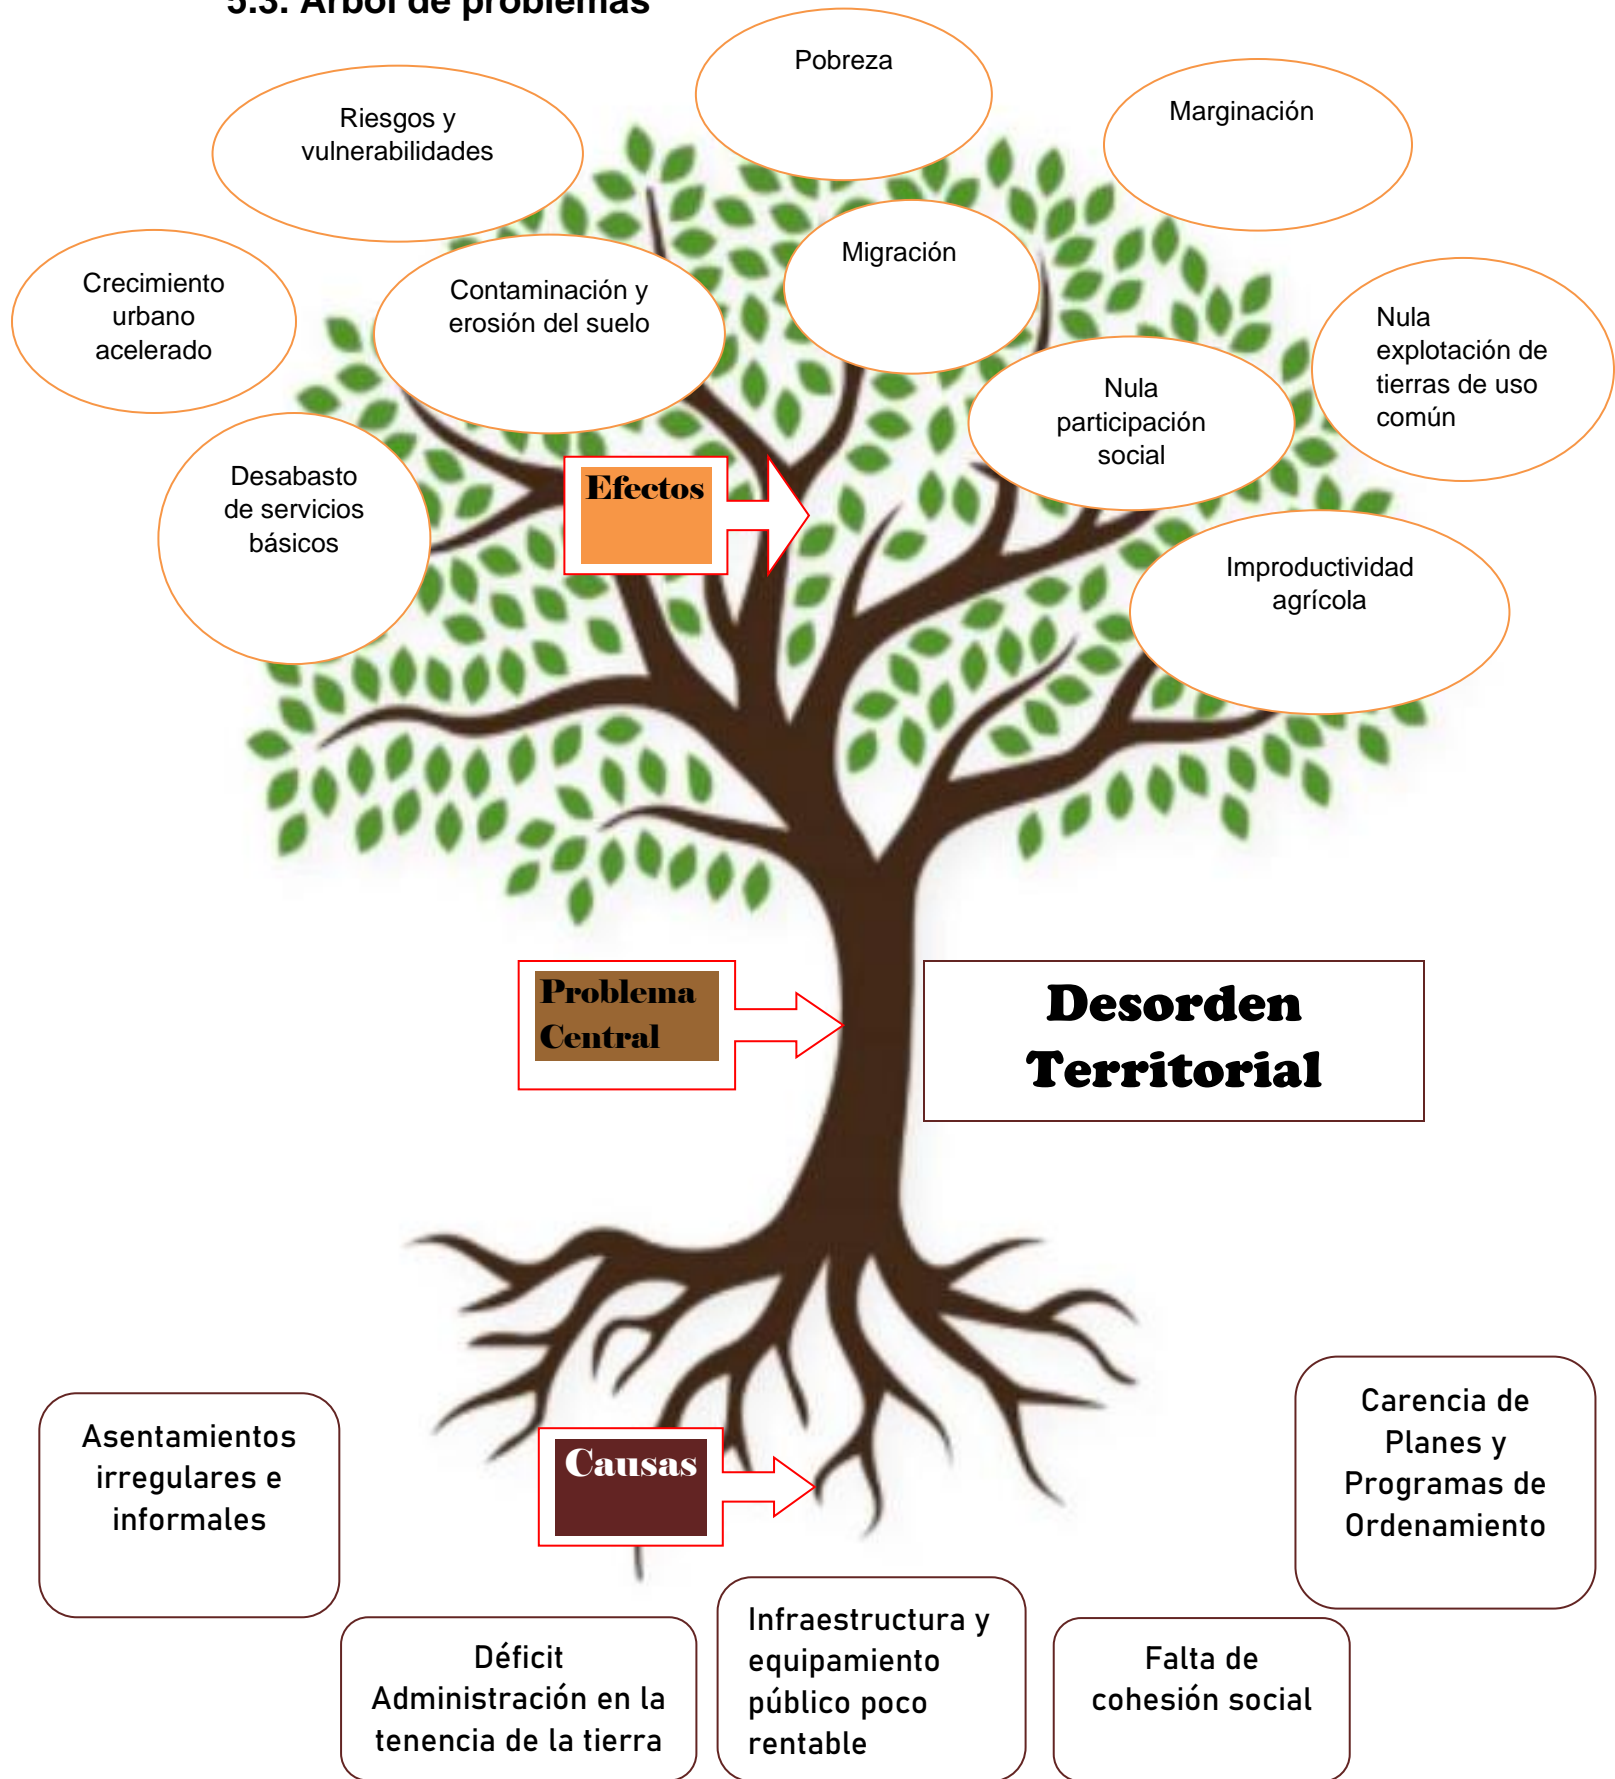 5.3. Árbol de problemas
Pobreza
Riesgos y
vulnerabilidades
Marginación
Migración
Crecimiento
urbano
acelerado
Contaminación y
erosión del suelo
Nula
explotación de
tierras de uso
común
Nula
participación
social
Desabasto
de servicios
básicos
Efectos
Improductividad
agrícola
Problema
Central
Desorden
Territorial
Causas
Asentamientos
irregulares e
informales
Carencia de
Planes y
Programas de
Ordenamiento
Déficit
Administración en la
tenencia de la tierra
Infraestructura y
equipamiento
público poco
rentable
Falta de
cohesión social